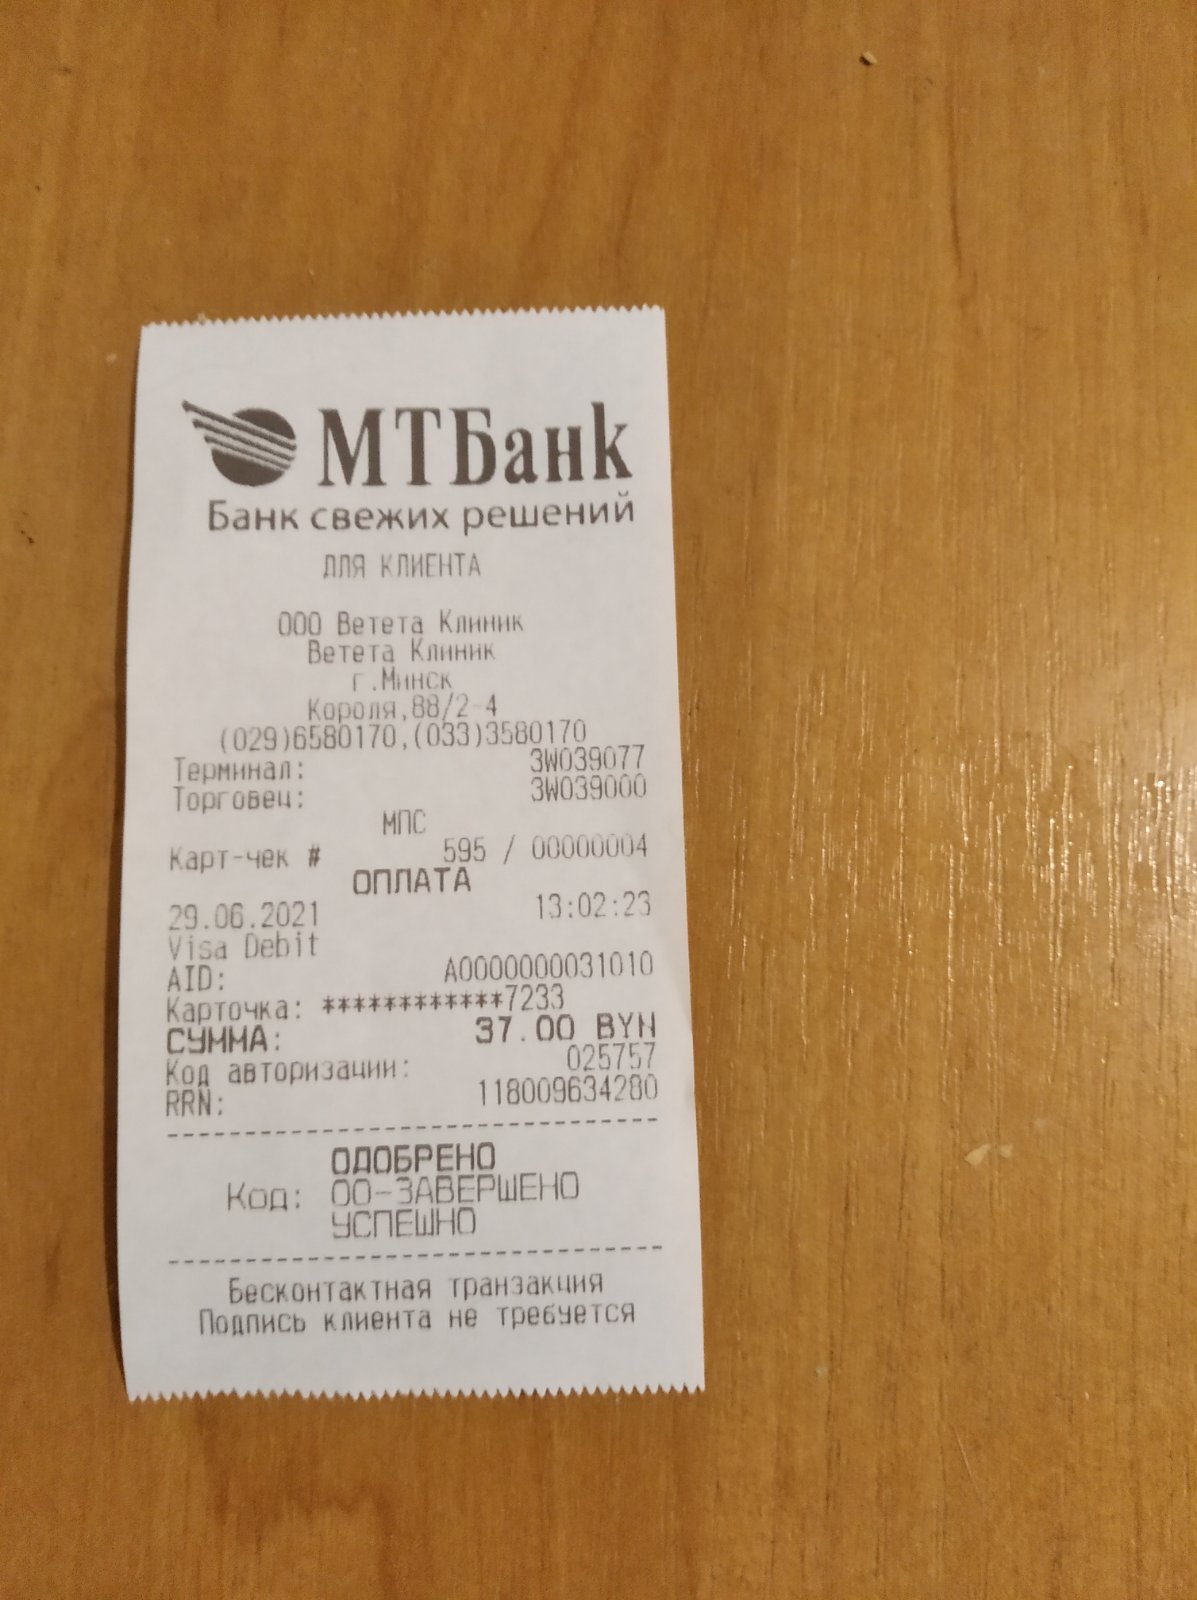 МТБанк
Банк свежих решений
ДЛЯ КЛИЕНТА
ООО Ветета Клиник
Ветета Клиник
г.Минск
Короля,88/2-4
(029)6580170,(033)3580170
Терминал: 3W039077
Торговец: 3W039000
МПС
Карт-чек # 595 / 00000004
ОПЛАТА
29.06.2021 13:02:23
Visa Debit
AID: A0000000031010
Карточка: ************7233
СУММА: 37.00 BYN
Код авторизации: 025757
RRN: 118009634280
ОДОБРЕНО
Код: 00-ЗАВЕРШЕНО
УСПЕШНО
Бесконтактная транзакция
Подпись клиента не требуется